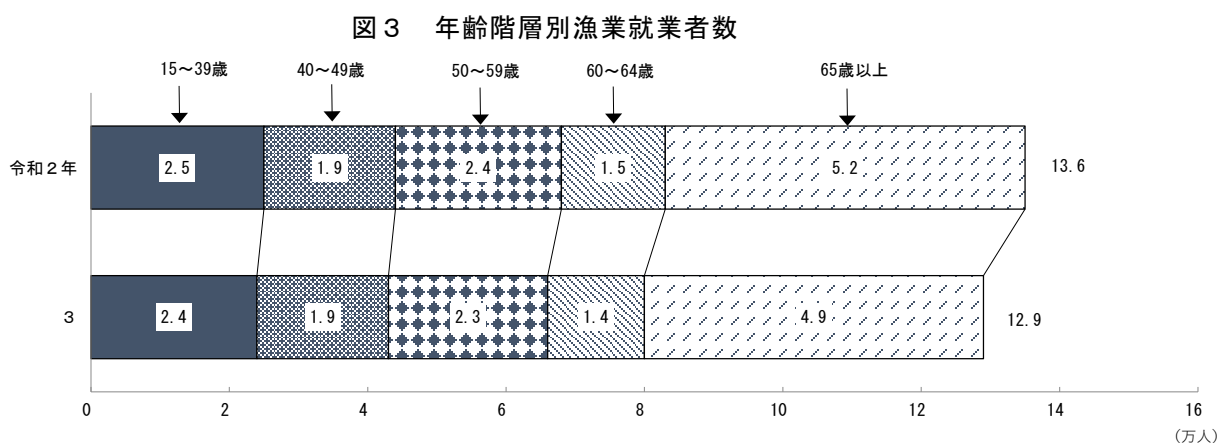 図３　年齢階層別漁業就業者数
15～39歳 40～49歳 50～59歳 60～64歳 65歳以上
令和２年 2.5 1.9 2.4 1.5 5.2 13.6
３ 2.4 1.9 2.3 1.4 4.9 12.9
0 2 4 6 8 10 12 14 16
(万人)